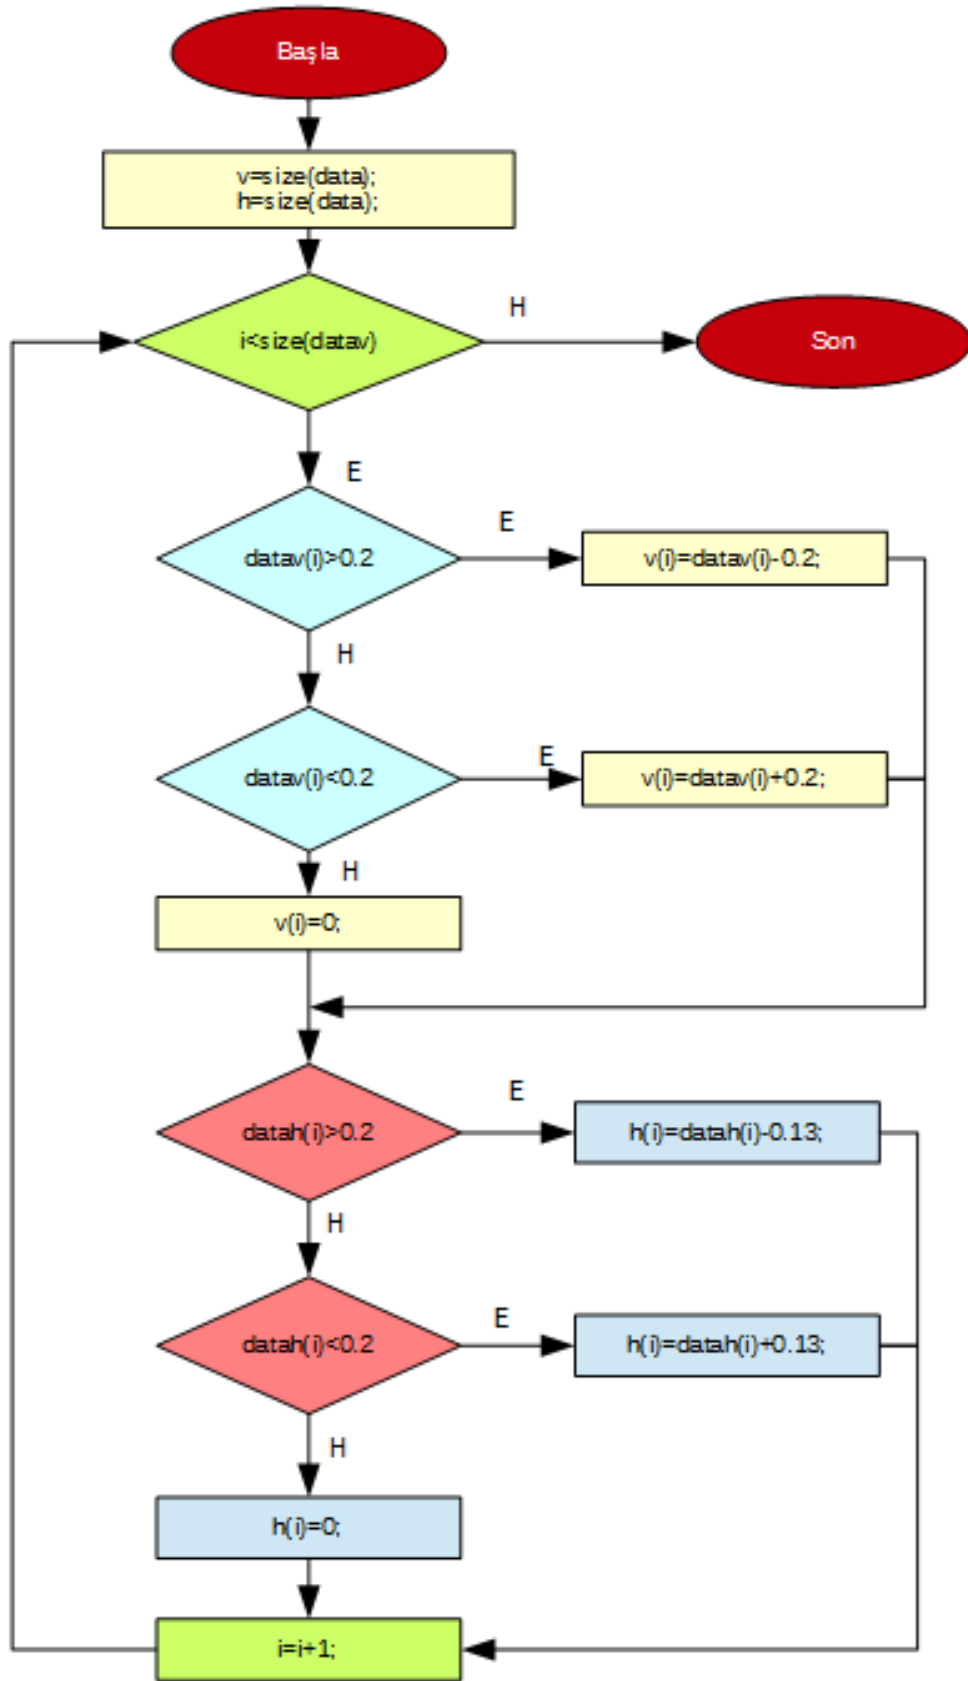 Başla
v=size(data);
h=size(data);
i<size(datav)
H
Son
E
datav(i)>0.2
E
v(i)=datav(i)-0.2;
H
datav(i)<0.2
E
v(i)=datav(i)+0.2;
H
v(i)=0;
datah(i)>0.2
E
h(i)=datah(i)-0.13;
H
datah(i)<0.2
E
h(i)=datah(i)+0.13;
H
h(i)=0;
i=i+1;